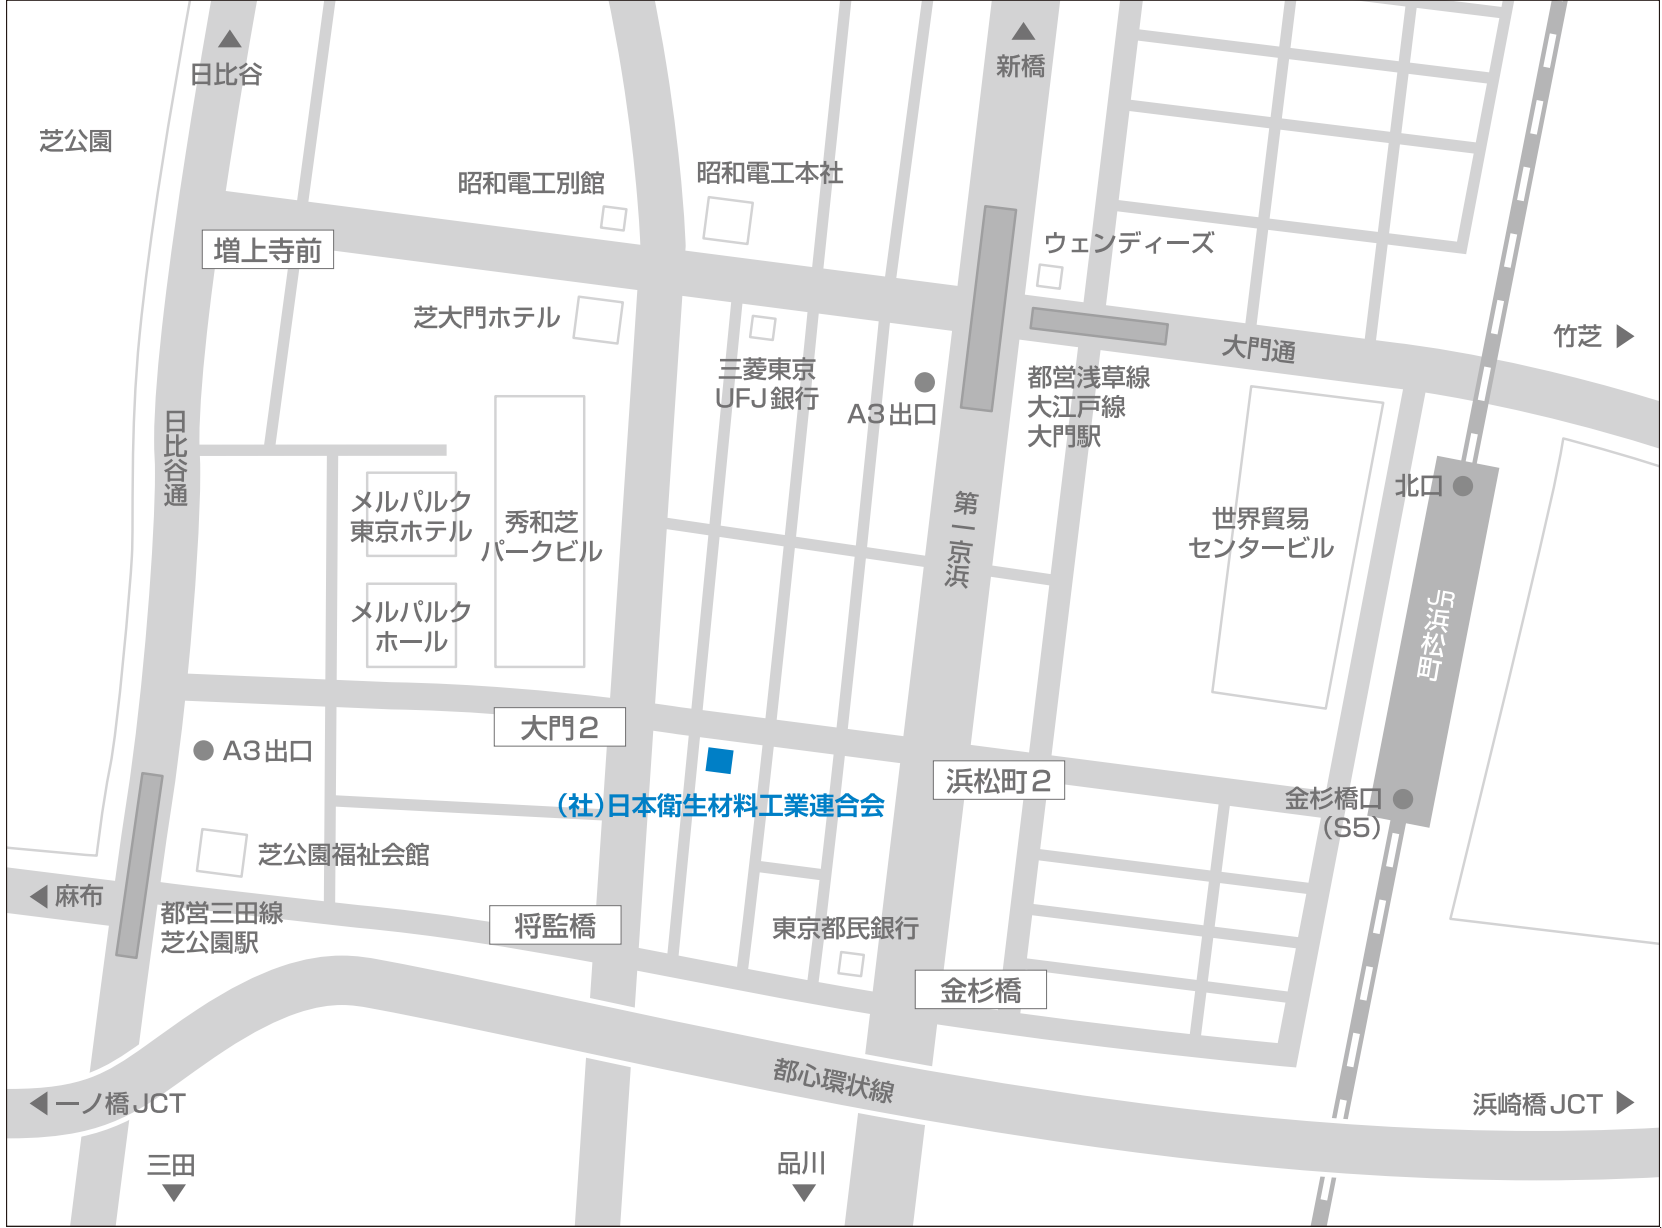 日比谷
新橋
芝公園
昭和電工別館
昭和電工本社
増上寺前
ウェンディーズ
芝大門ホテル
大門通
竹芝
三菱東京
UFJ銀行
A3出口
都営浅草線
大江戸線
大門駅
日比谷通
メルパルク
東京ホテル
秀和芝
パークビル
第一京浜
世界貿易
センタービル
北口
メルパルク
ホール
JR浜松町
大門2
A3出口
浜松町2
(社)日本衛生材料工業連合会
金杉橋口
(S5)
芝公園福祉会館
麻布
都営三田線
芝公園駅
将監橋
東京都民銀行
金杉橋
都心環状線
一ノ橋JCT
浜崎橋JCT
三田
品川